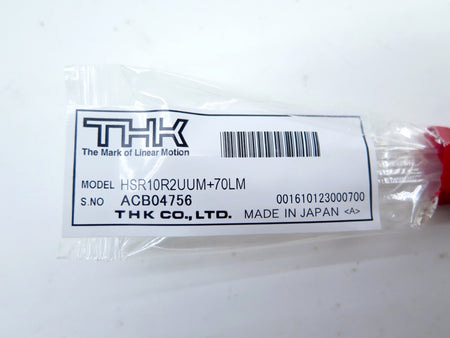 THK
The Mark of Linear Motion
MODEL HSR10R2UUM+70LM
S.NO ACB04756 001610123000700
THK CO., LTD. MADE IN JAPAN <A>